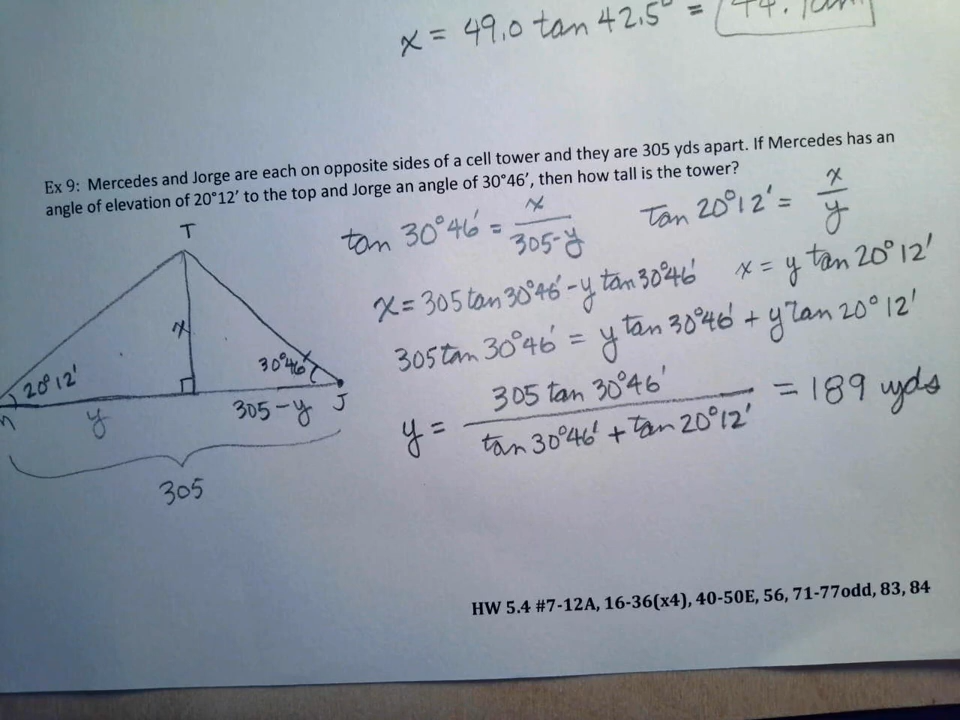 x = 49.0 tan 42.5° =
Ex 9: Mercedes and Jorge are each on opposite sides of a cell tower and they are 305 yds apart. If Mercedes has an
angle of elevation of 20°12′ to the top and Jorge an angle of 30°46′, then how tall is the tower?
T
x
20°12′
30°46′
y
305-y
J
305
tan 30°46′ = x/(305-y)
tan 20°12′ = x/y
x = 305 tan 30°46′ - y tan 30°46′
x = y tan 20°12′
305 tan 30°46′ = y tan 30°46′ + y tan 20°12′
y = 305 tan 30°46′ / (tan 30°46′ + tan 20°12′) = 189 yds
HW 5.4 #7-12A, 16-36(x4), 40-50E, 56, 71-77odd, 83, 84